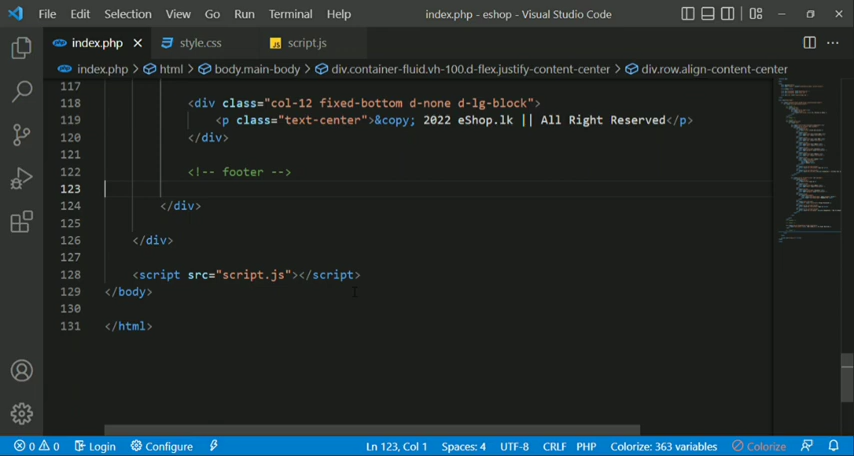 File Edit Selection View Go Run Terminal Help index.php - eshop - Visual Studio Code
index.php style.css JS script.js
index.php > html > body.main-body > div.container-fluid.vh-100.d-flex.justify-content-center > div.row.align-content-center
117
118 <div class="col-12 fixed-bottom d-none d-lg-block">
119 <p class="text-center">&copy; 2022 eShop.lk || All Right Reserved</p>
120 </div>
121
122 <!-- footer -->
123
124 </div>
125
126 </div>
127
128 <script src="script.js"></script>
129 </body>
130
131 </html>
0 0 Login Configure Ln 123, Col 1 Spaces: 4 UTF-8 CRLF PHP Colorize: 363 variables Colorize